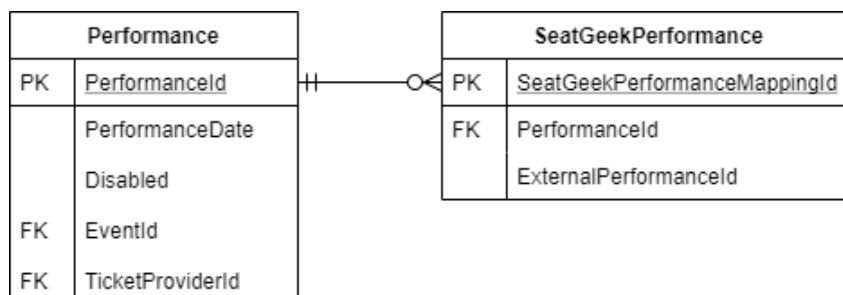 Performance
PK PerformanceId
PerformanceDate
Disabled
FK EventId
FK TicketProviderId
SeatGeekPerformance
PK SeatGeekPerformanceMappingId
FK PerformanceId
ExternalPerformanceId